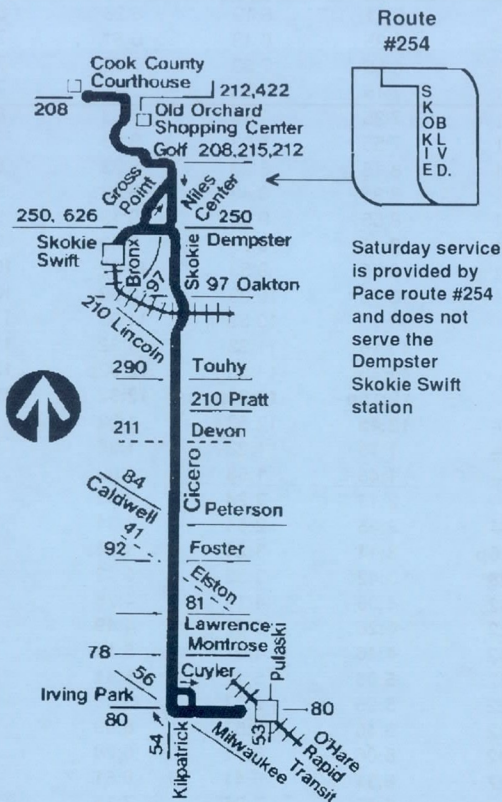 Route
#254
Cook County
Courthouse
212,422
208
Old Orchard
Shopping Center
Golf 208,215,212
SKOKIE
BLVD.
Gross
Point
Niles
Center
250, 626
250
Skokie
Swift
Bronx
97
Skokie
Dempster
97 Oakton
210 Lincoln
Saturday service
is provided by
Pace route #254
and does not
serve the
Dempster
Skokie Swift
station
290
Touhy
210 Pratt
211
Devon
Cicero
84
Caldwell
Peterson
41
92
Foster
Elston
81
Lawrence
78
Montrose
Pulaski
56
Cuyler
Irving Park
80
80
54
Kilpatrick
Milwaukee
53
O'Hare
Rapid
Transit